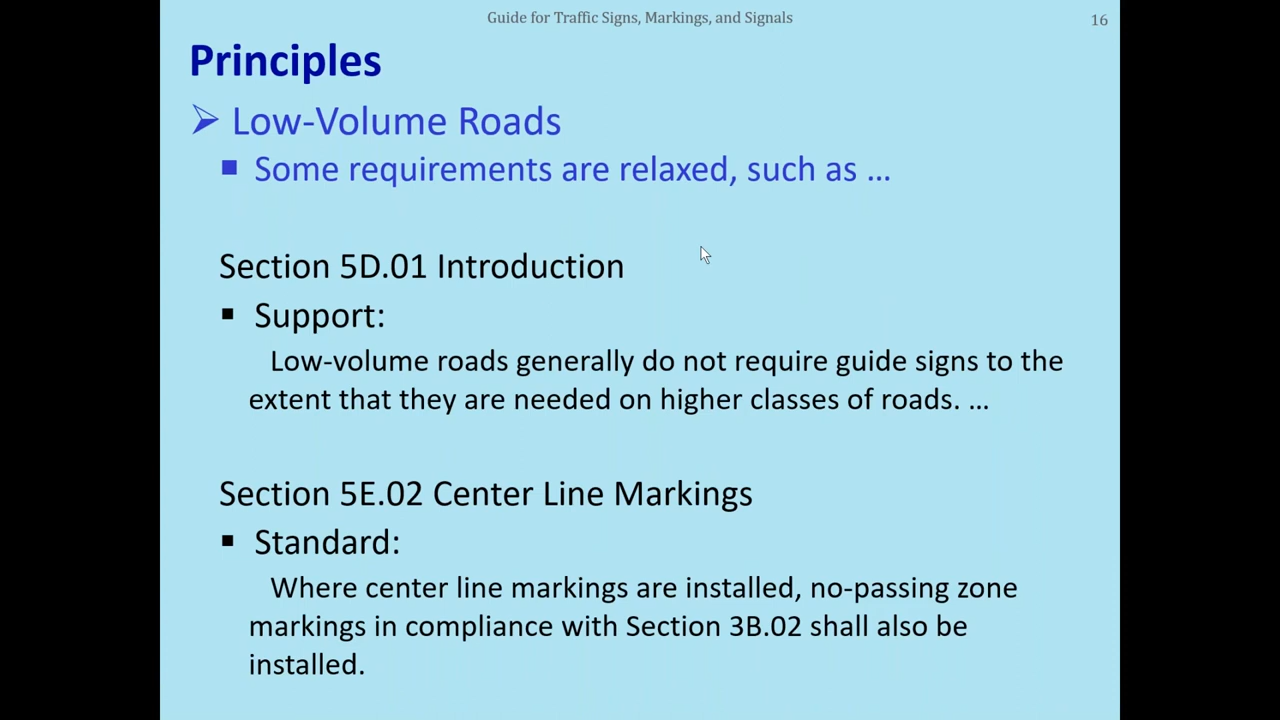 Guide for Traffic Signs, Markings, and Signals
16
Principles
Low-Volume Roads
Some requirements are relaxed, such as …
Section 5D.01 Introduction
Support:
Low-volume roads generally do not require guide signs to the
extent that they are needed on higher classes of roads. …
Section 5E.02 Center Line Markings
Standard:
Where center line markings are installed, no-passing zone
markings in compliance with Section 3B.02 shall also be
installed.